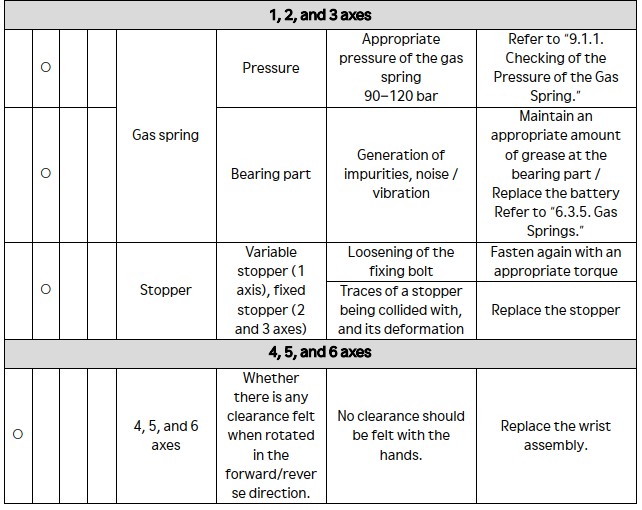 1, 2, and 3 axes
O
Gas spring
Pressure
Appropriate
pressure of the gas
spring
90–120 bar
Refer to “9.1.1.
Checking of the
Pressure of the Gas
Spring.”
O
Bearing part
Generation of
impurities, noise /
vibration
Maintain an
appropriate amount
of grease at the
bearing part /
Replace the battery
Refer to “6.3.5. Gas
Springs.”
O
Stopper
Variable
stopper (1
axis), fixed
stopper (2
and 3 axes)
Loosening of the
fixing bolt
Fasten again with an
appropriate torque
Traces of a stopper
being collided with,
and its deformation
Replace the stopper
4, 5, and 6 axes
O
4, 5, and 6
axes
Whether
there is any
clearance felt
when rotated
in the
forward/rever
se direction.
No clearance should
be felt with the
hands.
Replace the wrist
assembly.